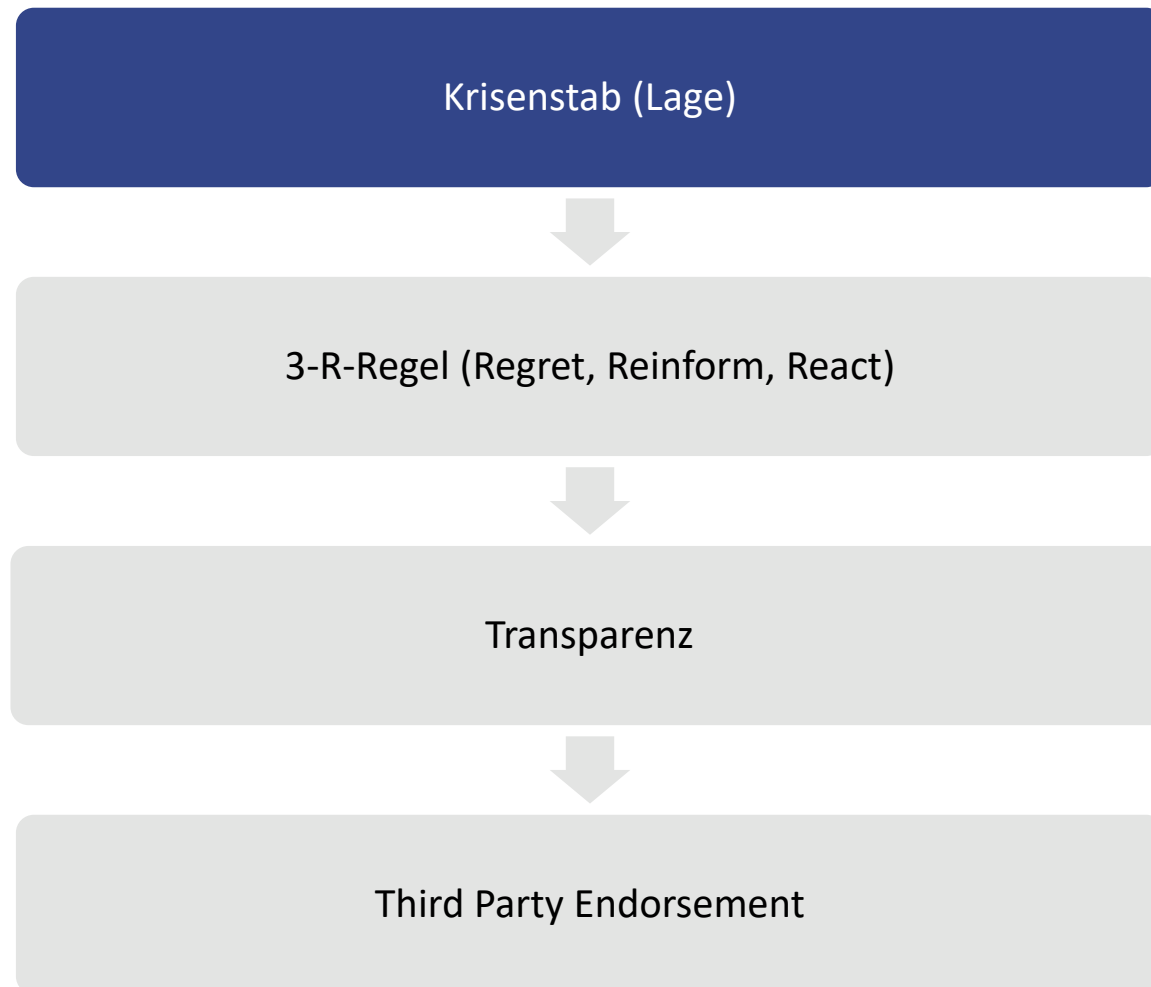 Krisenstab (Lage)
3-R-Regel (Regret, Reinform, React)
Transparenz
Third Party Endorsement